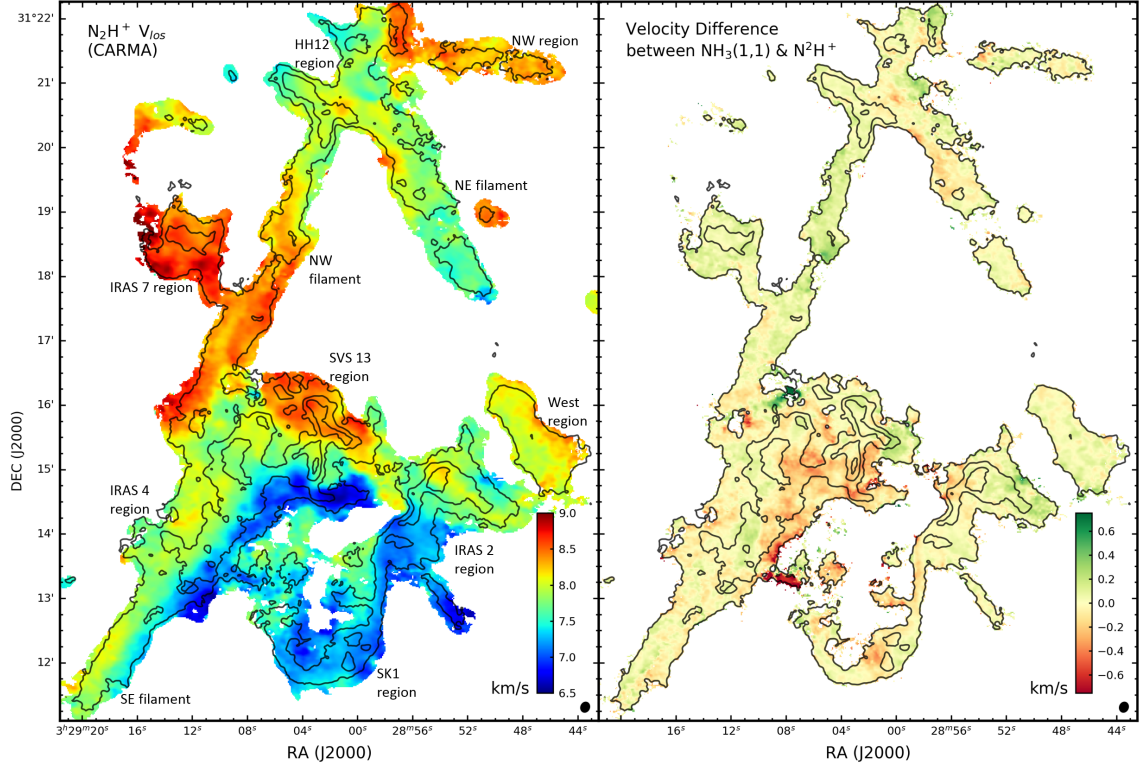 N₂H⁺ V_los
(CARMA)
HH12
region
NW region
NE filament
NW
filament
IRAS 7 region
SVS 13
region
West
region
IRAS 4
region
IRAS 2
region
SK1
region
SE filament
9.0
8.5
8.0
7.5
7.0
6.5
km/s
31°22'
21'
20'
19'
18'
17'
16'
15'
14'
13'
12'
DEC (J2000)
3ʰ29ᵐ20ˢ
16ˢ
12ˢ
08ˢ
04ˢ
00ˢ
28ᵐ56ˢ
52ˢ
48ˢ
44ˢ
RA (J2000)
Velocity Difference
between NH₃(1,1) & N²H⁺
0.6
0.4
0.2
0.0
−0.2
−0.4
−0.6
km/s
16ˢ
12ˢ
08ˢ
04ˢ
00ˢ
28ᵐ56ˢ
52ˢ
48ˢ
44ˢ
RA (J2000)